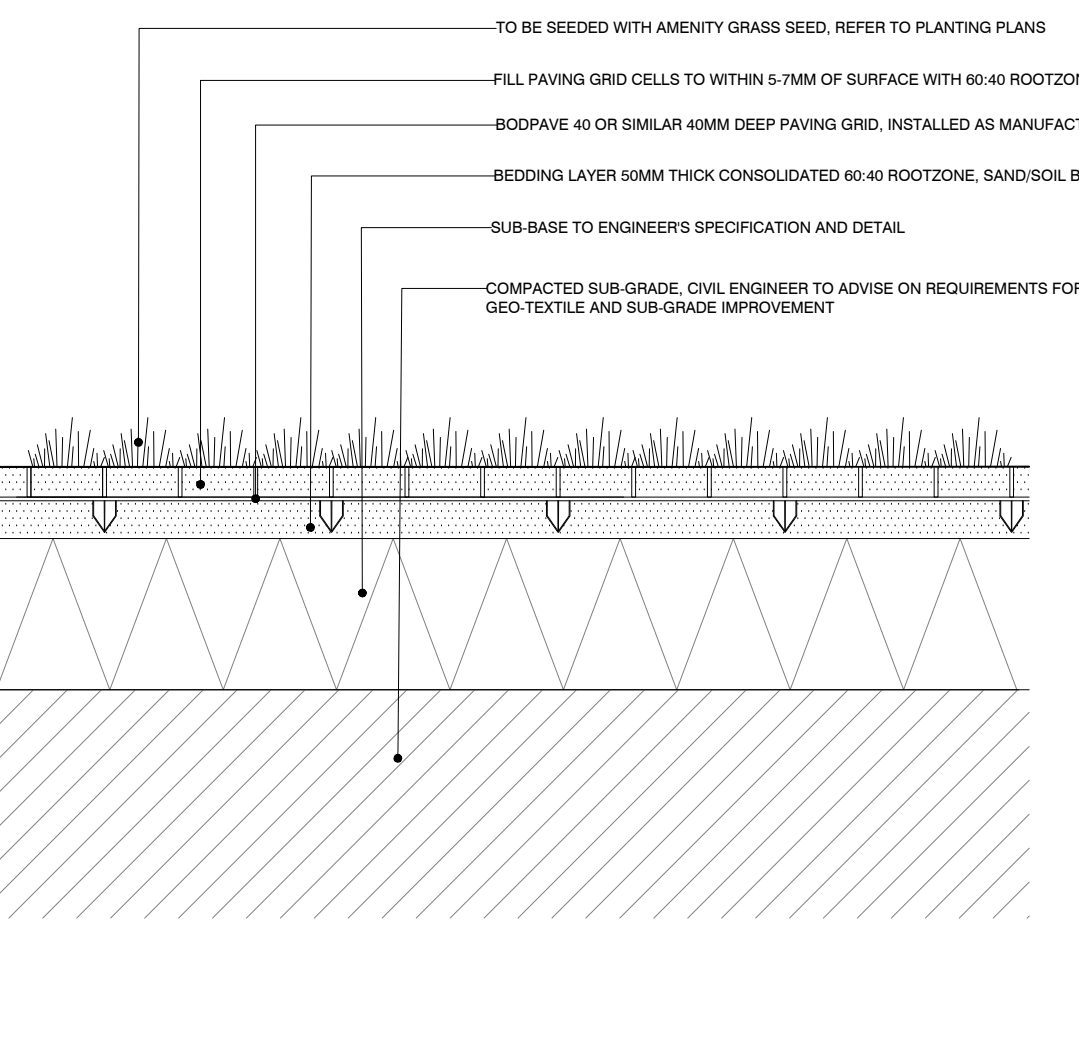 TO BE SEEDED WITH AMENITY GRASS SEED, REFER TO PLANTING PLANS
FILL PAVING GRID CELLS TO WITHIN 5-7MM OF SURFACE WITH 60:40
BODPAVE 40 OR SIMILAR 40MM DEEP PAVING GRID, INSTALLED AS
BEDDING LAYER 50MM THICK CONSOLIDATED 60:40 ROOTZONE, SAND/SOIL
SUB-BASE TO ENGINEER'S SPECIFICATION AND DETAIL
COMPACTED SUB-GRADE, CIVIL ENGINEER TO ADVISE ON REQUIREMENTS FOR
GEO-TEXTILE AND SUB-GRADE IMPROVEMENT